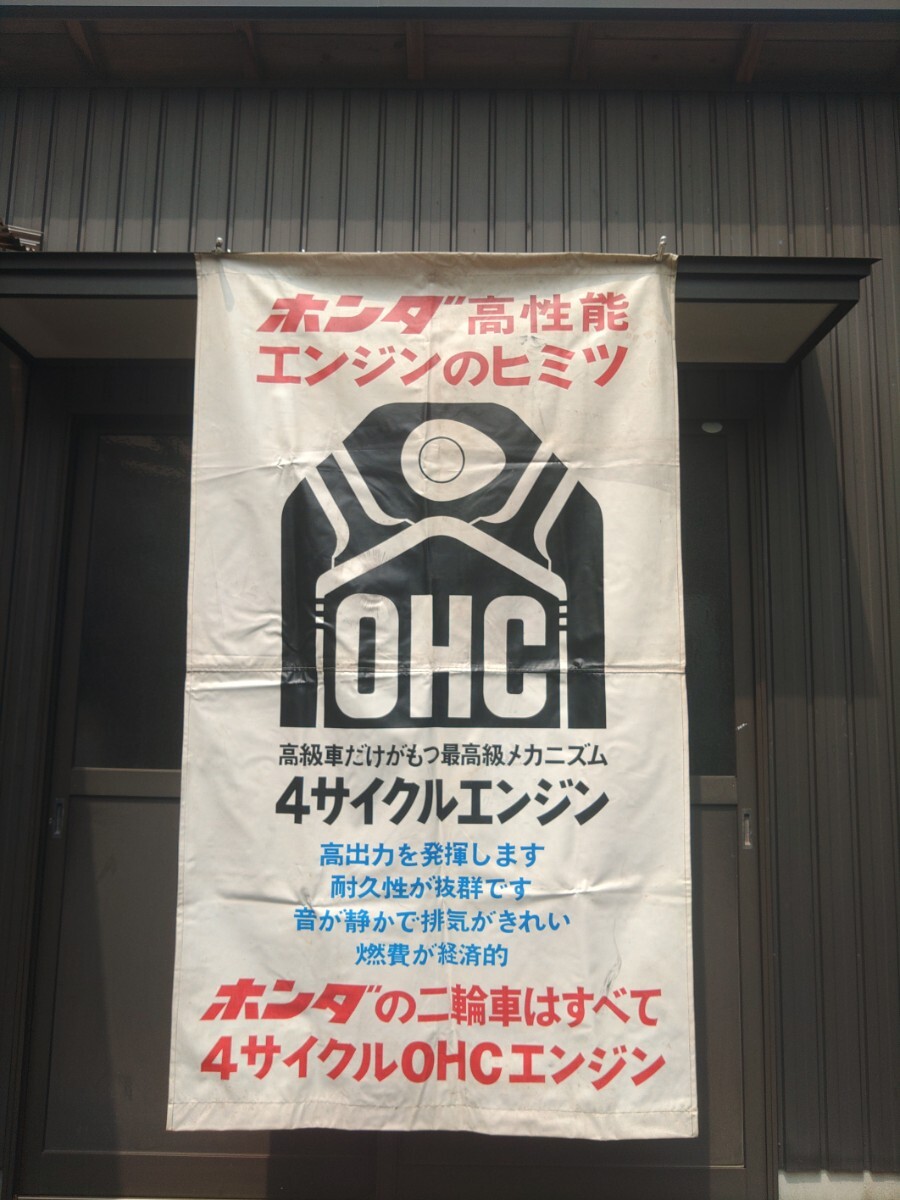 ホンダ高性能
エンジンのヒミツ
OHC
高級車だけがもつ最高級メカニズム
4サイクルエンジン
高出力を発揮します
耐久性が抜群です
音が静かで排気がきれい
燃費が経済的
ホンダの二輪車はすべて
4サイクルOHCエンジン